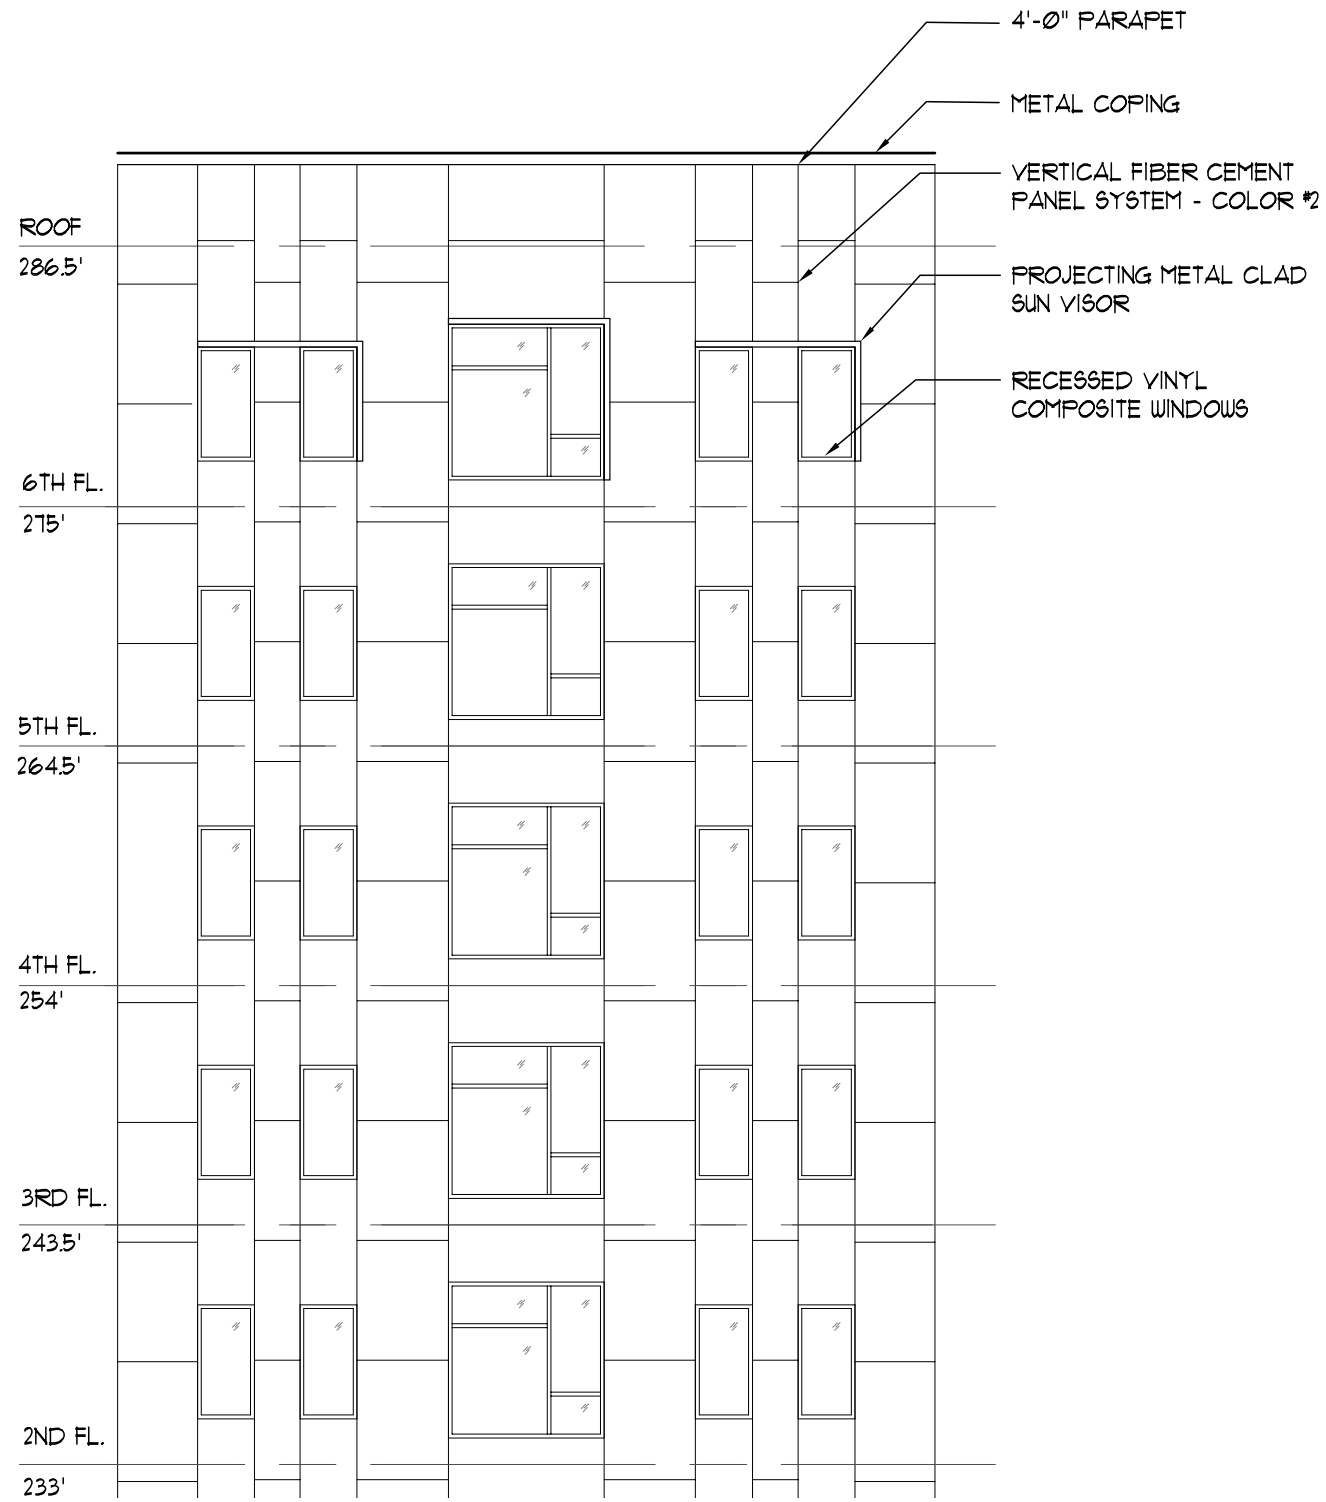 4'-0" PARAPET
METAL COPING
VERTICAL FIBER CEMENT
PANEL SYSTEM - COLOR #2
PROJECTING METAL CLAD
SUN VISOR
RECESSED VINYL
COMPOSITE WINDOWS
ROOF
286.5'
6TH FL.
275'
5TH FL.
264.5'
4TH FL.
254'
3RD FL.
243.5'
2ND FL.
233'